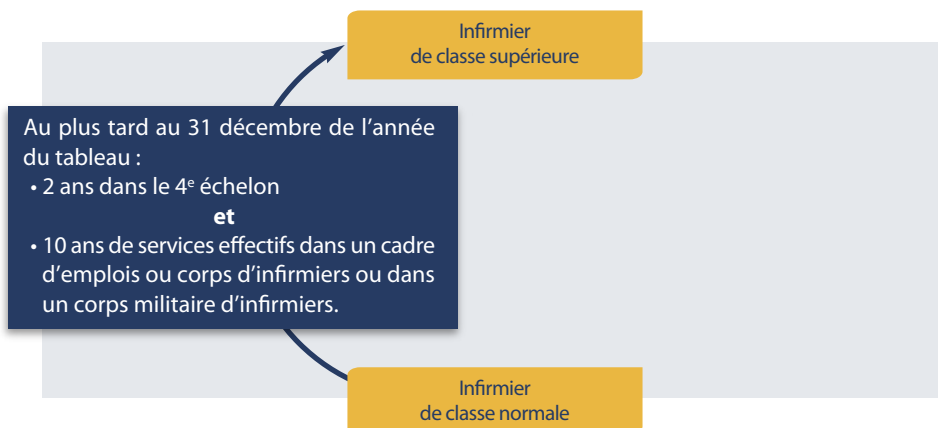 Infirmier
de classe supérieure
Au plus tard au 31 décembre de l’année
du tableau :
• 2 ans dans le 4e échelon
et
• 10 ans de services effectifs dans un cadre
d’emplois ou corps d’infirmiers ou dans
un corps militaire d’infirmiers.
Infirmier
de classe normale